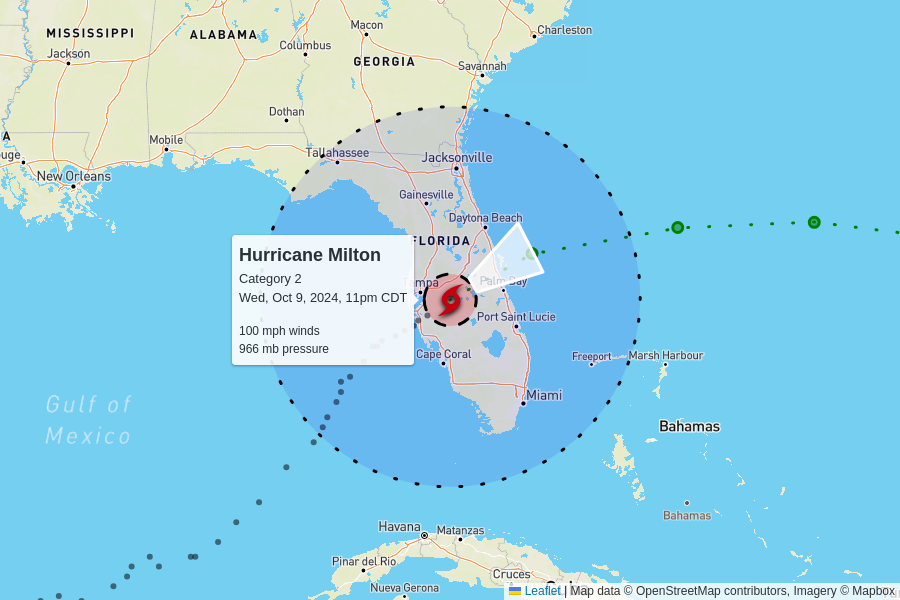 Macon
Charleston
MISSISSIPPI
ALABAMA
Columbus
Jackson
GEORGIA
Savannah
Dothan
Mobile
Tallahassee
Jacksonville
New Orleans
Gainesville
Daytona Beach
FLORIDA
Hurricane Milton
Category 2
Wed, Oct 9, 2024, 11pm CDT
100 mph winds
966 mb pressure
Palm Bay
Port Saint Lucie
Cape Coral
Freeport
Marsh Harbour
Miami
Gulf of
Mexico
Bahamas
Bahamas
Havana
Matanzas
Pinar del Rio
Cruces
Nueva Gerona
Leaflet | Map data © OpenStreetMap contributors, Imagery © Mapbox